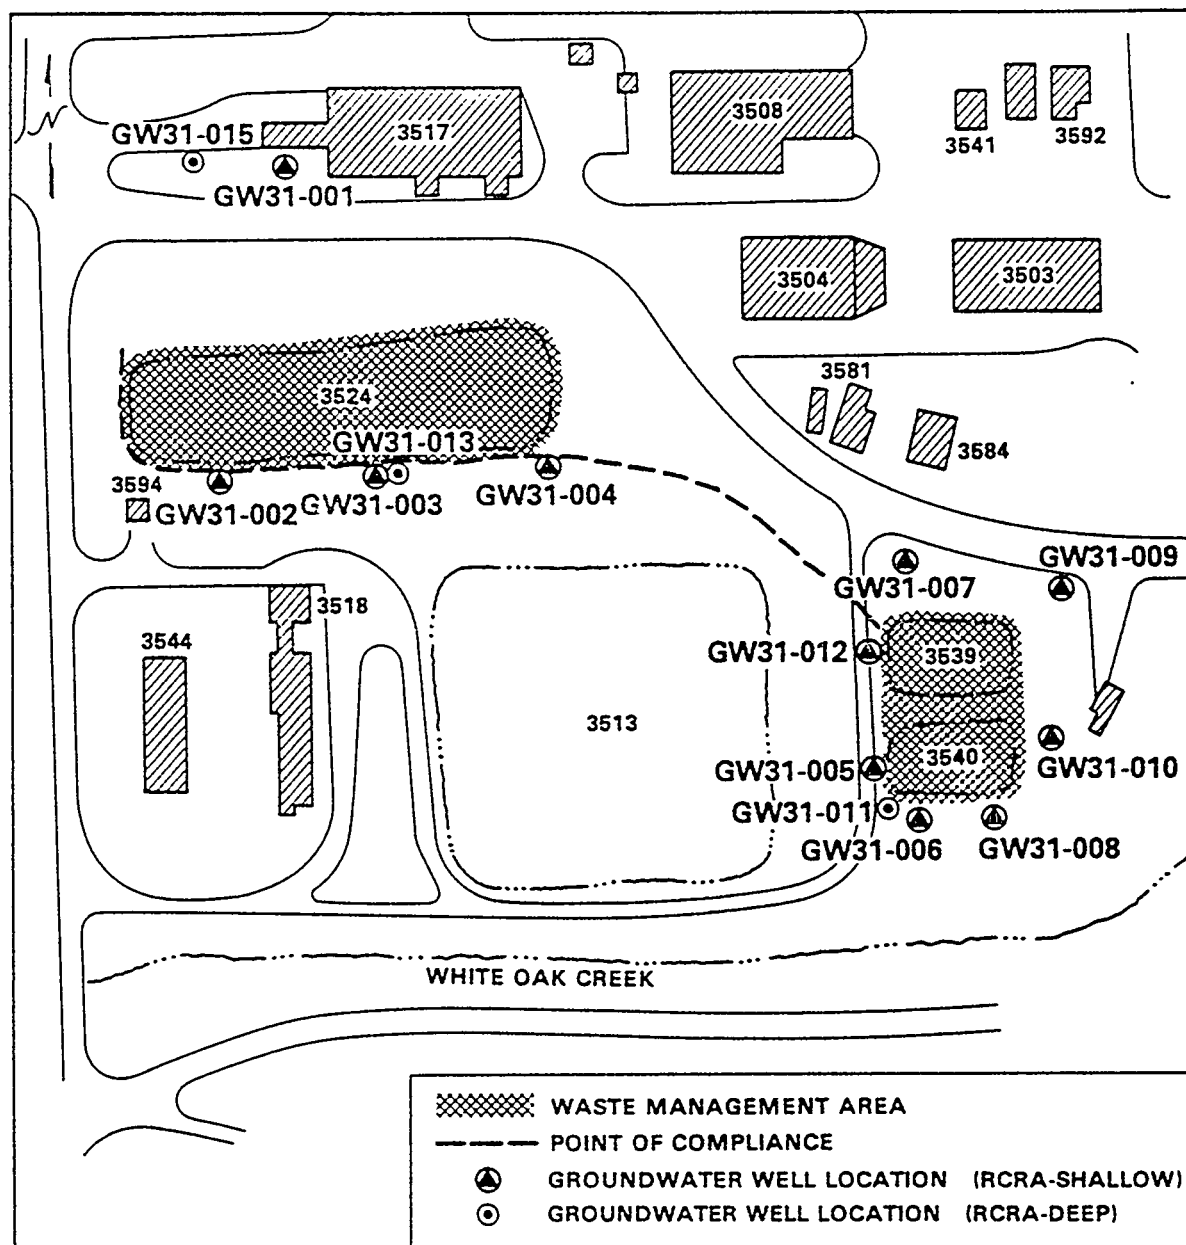 GW31-015
3517
3508
3541
3592
GW31-001
3504
3503
3524
3581
3584
GW31-013
3594
GW31-002
GW31-003
GW31-004
GW31-009
GW31-007
3518
3544
GW31-012
3539
3513
3540
GW31-005
GW31-010
GW31-011
GW31-006
GW31-008
WHITE OAK CREEK
WASTE MANAGEMENT AREA
POINT OF COMPLIANCE
GROUNDWATER WELL LOCATION (RCRA-SHALLOW)
GROUNDWATER WELL LOCATION (RCRA-DEEP)